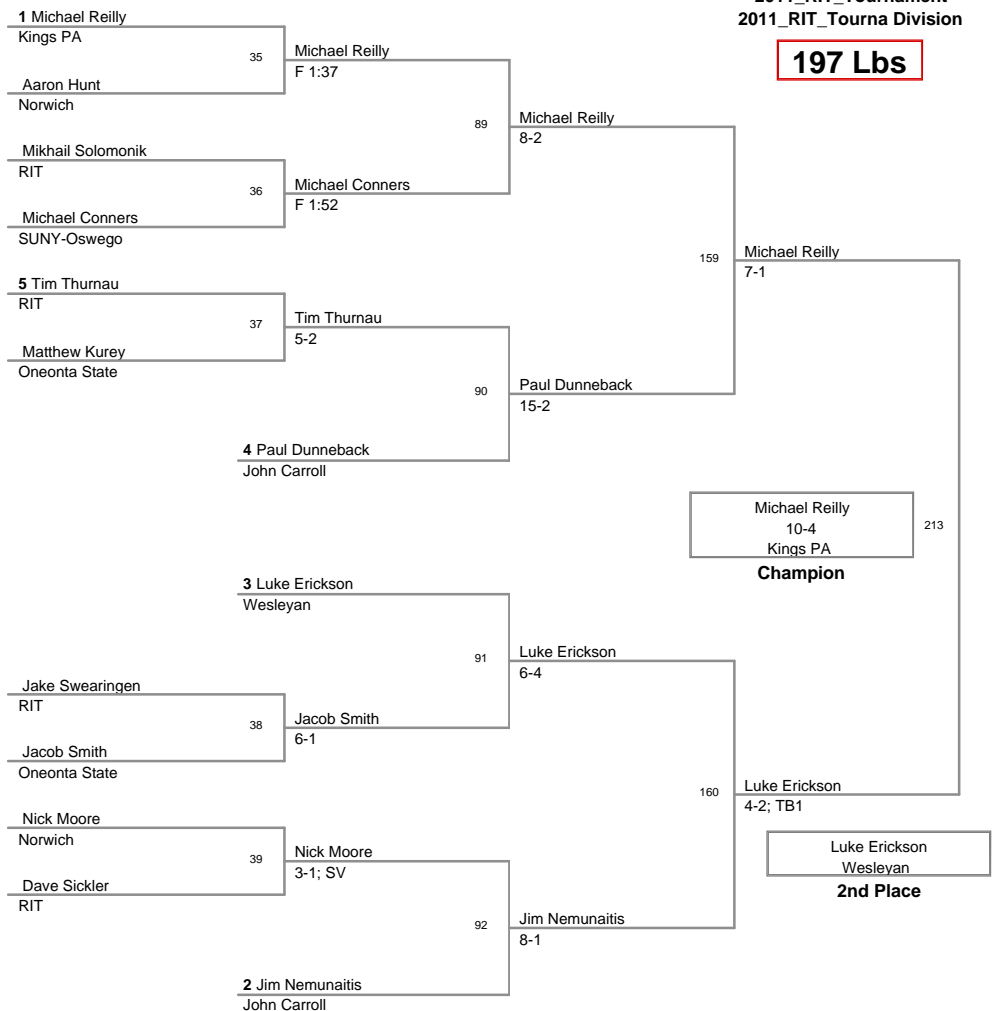 2011_RIT_Tournament
2011_RIT_Tourna Division
197 Lbs
1 Michael Reilly
Kings PA
35
Michael Reilly
F 1:37
Aaron Hunt
Norwich
89
Michael Reilly
8-2
Mikhail Solomonik
RIT
36
Michael Conners
F 1:52
Michael Conners
SUNY-Oswego
159
Michael Reilly
7-1
5 Tim Thurnau
RIT
37
Tim Thurnau
5-2
Matthew Kurey
Oneonta State
90
Paul Dunneback
15-2
4 Paul Dunneback
John Carroll
Michael Reilly
10-4
Kings PA
213
Champion
3 Luke Erickson
Wesleyan
91
Luke Erickson
6-4
Jake Swearingen
RIT
38
Jacob Smith
6-1
Jacob Smith
Oneonta State
160
Luke Erickson
4-2; TB1
Nick Moore
Norwich
39
Nick Moore
3-1; SV
Dave Sickler
RIT
Luke Erickson
Wesleyan
2nd Place
92
Jim Nemunaitis
8-1
2 Jim Nemunaitis
John Carroll